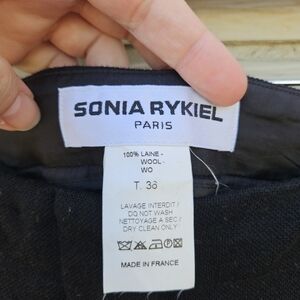 SONIA RYKIEL
PARIS
100% LAINE -
WOOL -
WO
T. 38
LAVAGE INTERDIT /
DO NOT WASH
NETTOYAGE A SEC /
DRY CLEAN ONLY
MADE IN FRANCE